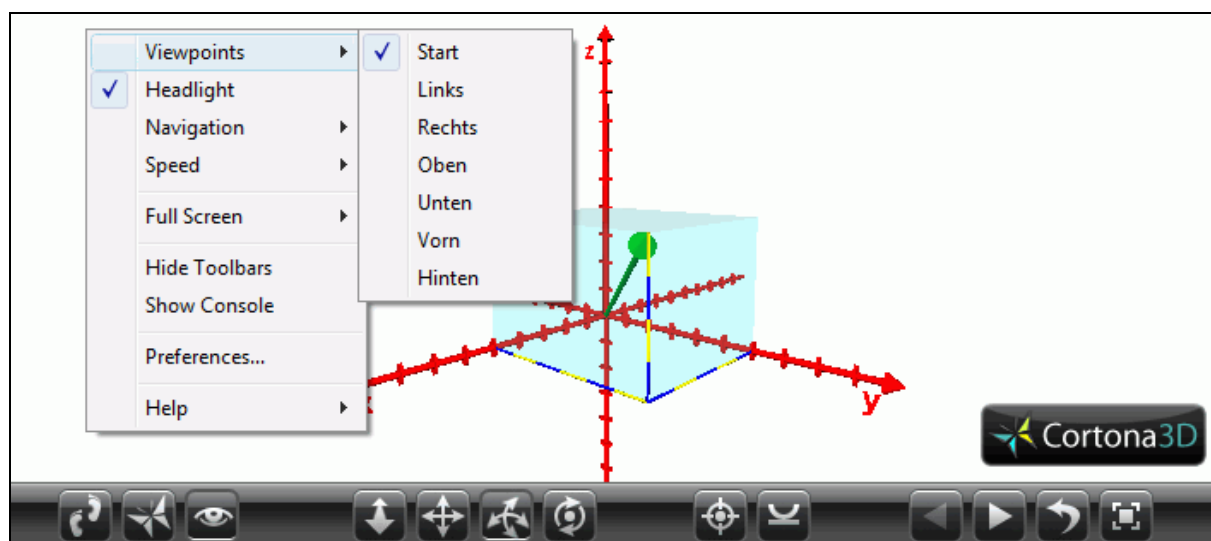 Viewpoints
Headlight
Navigation
Speed
Full Screen
Hide Toolbars
Show Console
Preferences...
Help
Start
Links
Rechts
Oben
Unten
Vorn
Hinten
z
y
Cortona3D